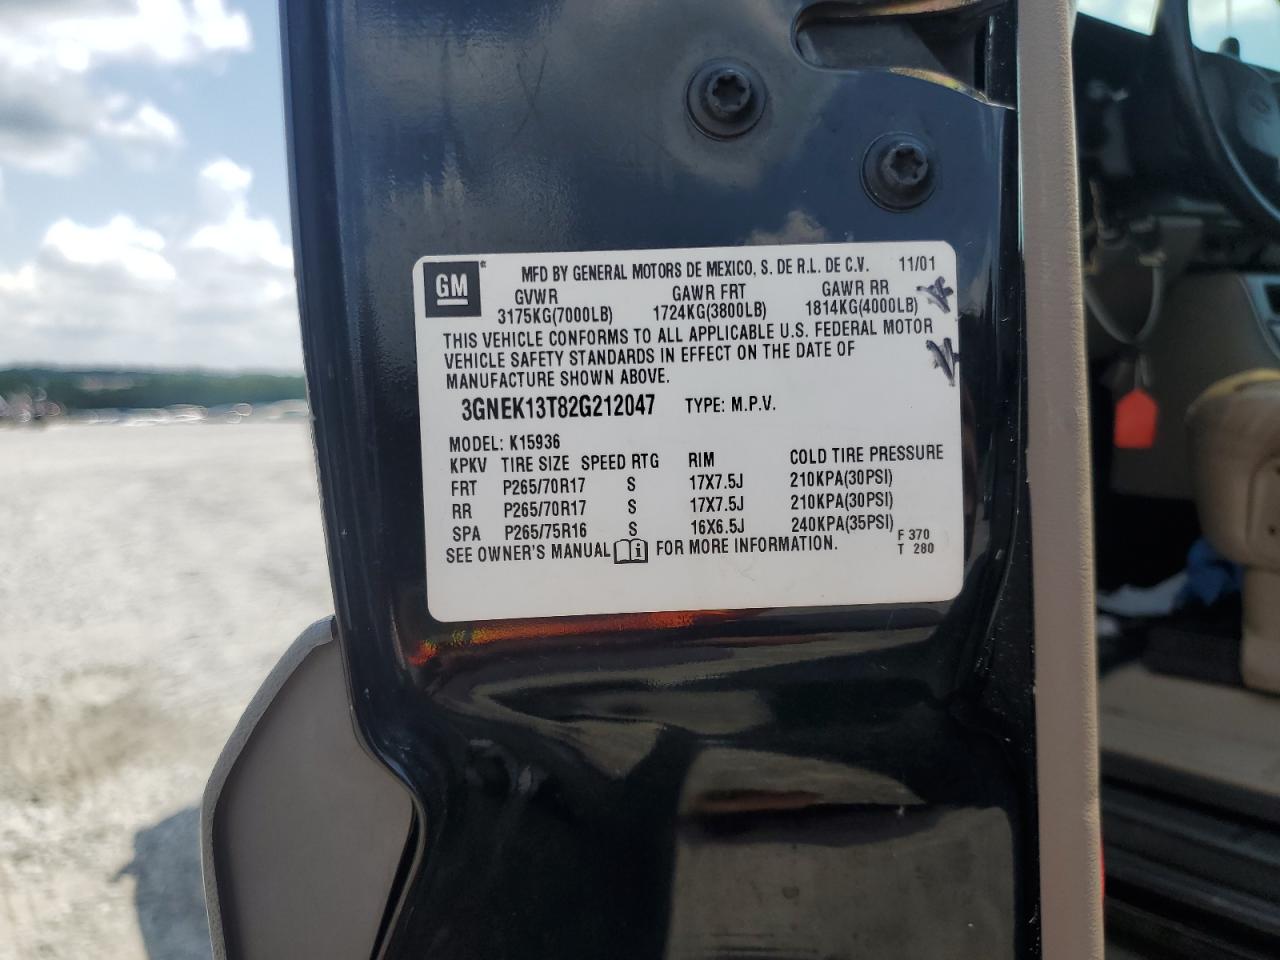 GM MFD BY GENERAL MOTORS DE MEXICO, S. DE R.L. DE C.V. 11/01
GVWR GAWR FRT GAWR RR
3175KG(7000LB) 1724KG(3800LB) 1814KG(4000LB)
THIS VEHICLE CONFORMS TO ALL APPLICABLE U.S. FEDERAL MOTOR
VEHICLE SAFETY STANDARDS IN EFFECT ON THE DATE OF
MANUFACTURE SHOWN ABOVE.
3GNEK13T82G212047 TYPE: M.P.V.
MODEL: K15936
KPKV TIRE SIZE SPEED RTG RIM COLD TIRE PRESSURE
FRT P265/70R17 S 17X7.5J 210KPA(30PSI)
RR P265/70R17 S 17X7.5J 210KPA(30PSI)
SPA P265/75R16 S 16X6.5J 240KPA(35PSI)
SEE OWNER'S MANUAL i FOR MORE INFORMATION.
F 370
T 280